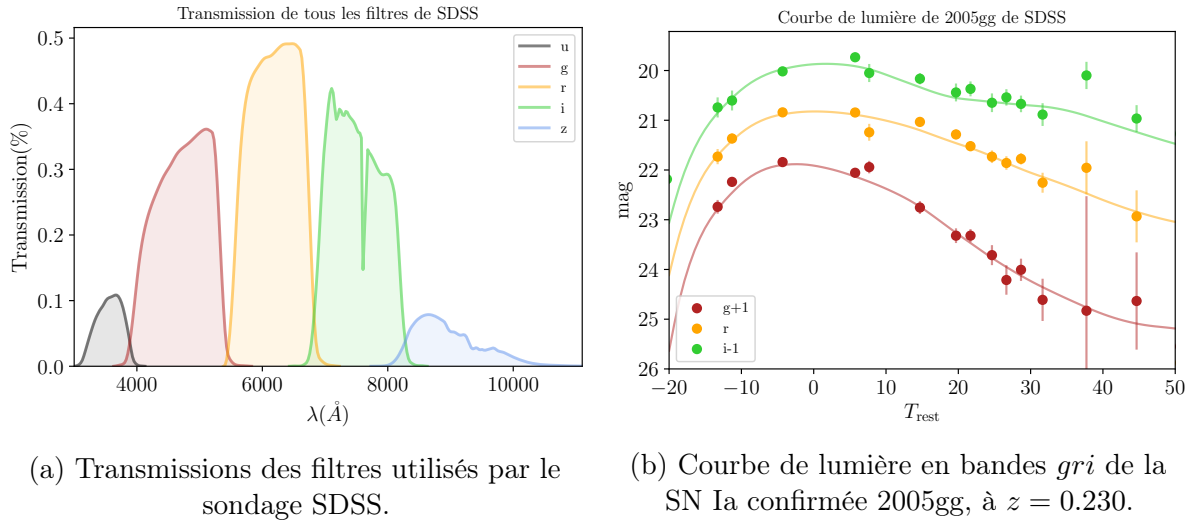 Transmission de tous les filtres de SDSS
0.5
0.4
0.3
0.2
0.1
0.0
Transmission(%)
u
g
r
i
z
4000
6000
8000
10000
λ(Å)
(a) Transmissions des filtres utilisés par le
sondage SDSS.
Courbe de lumière de 2005gg de SDSS
20
21
22
23
24
25
26
mag
g+1
r
i-1
−20
−10
0
10
20
30
40
50
T_rest
(b) Courbe de lumière en bandes gri de la
SN Ia confirmée 2005gg, à z = 0.230.